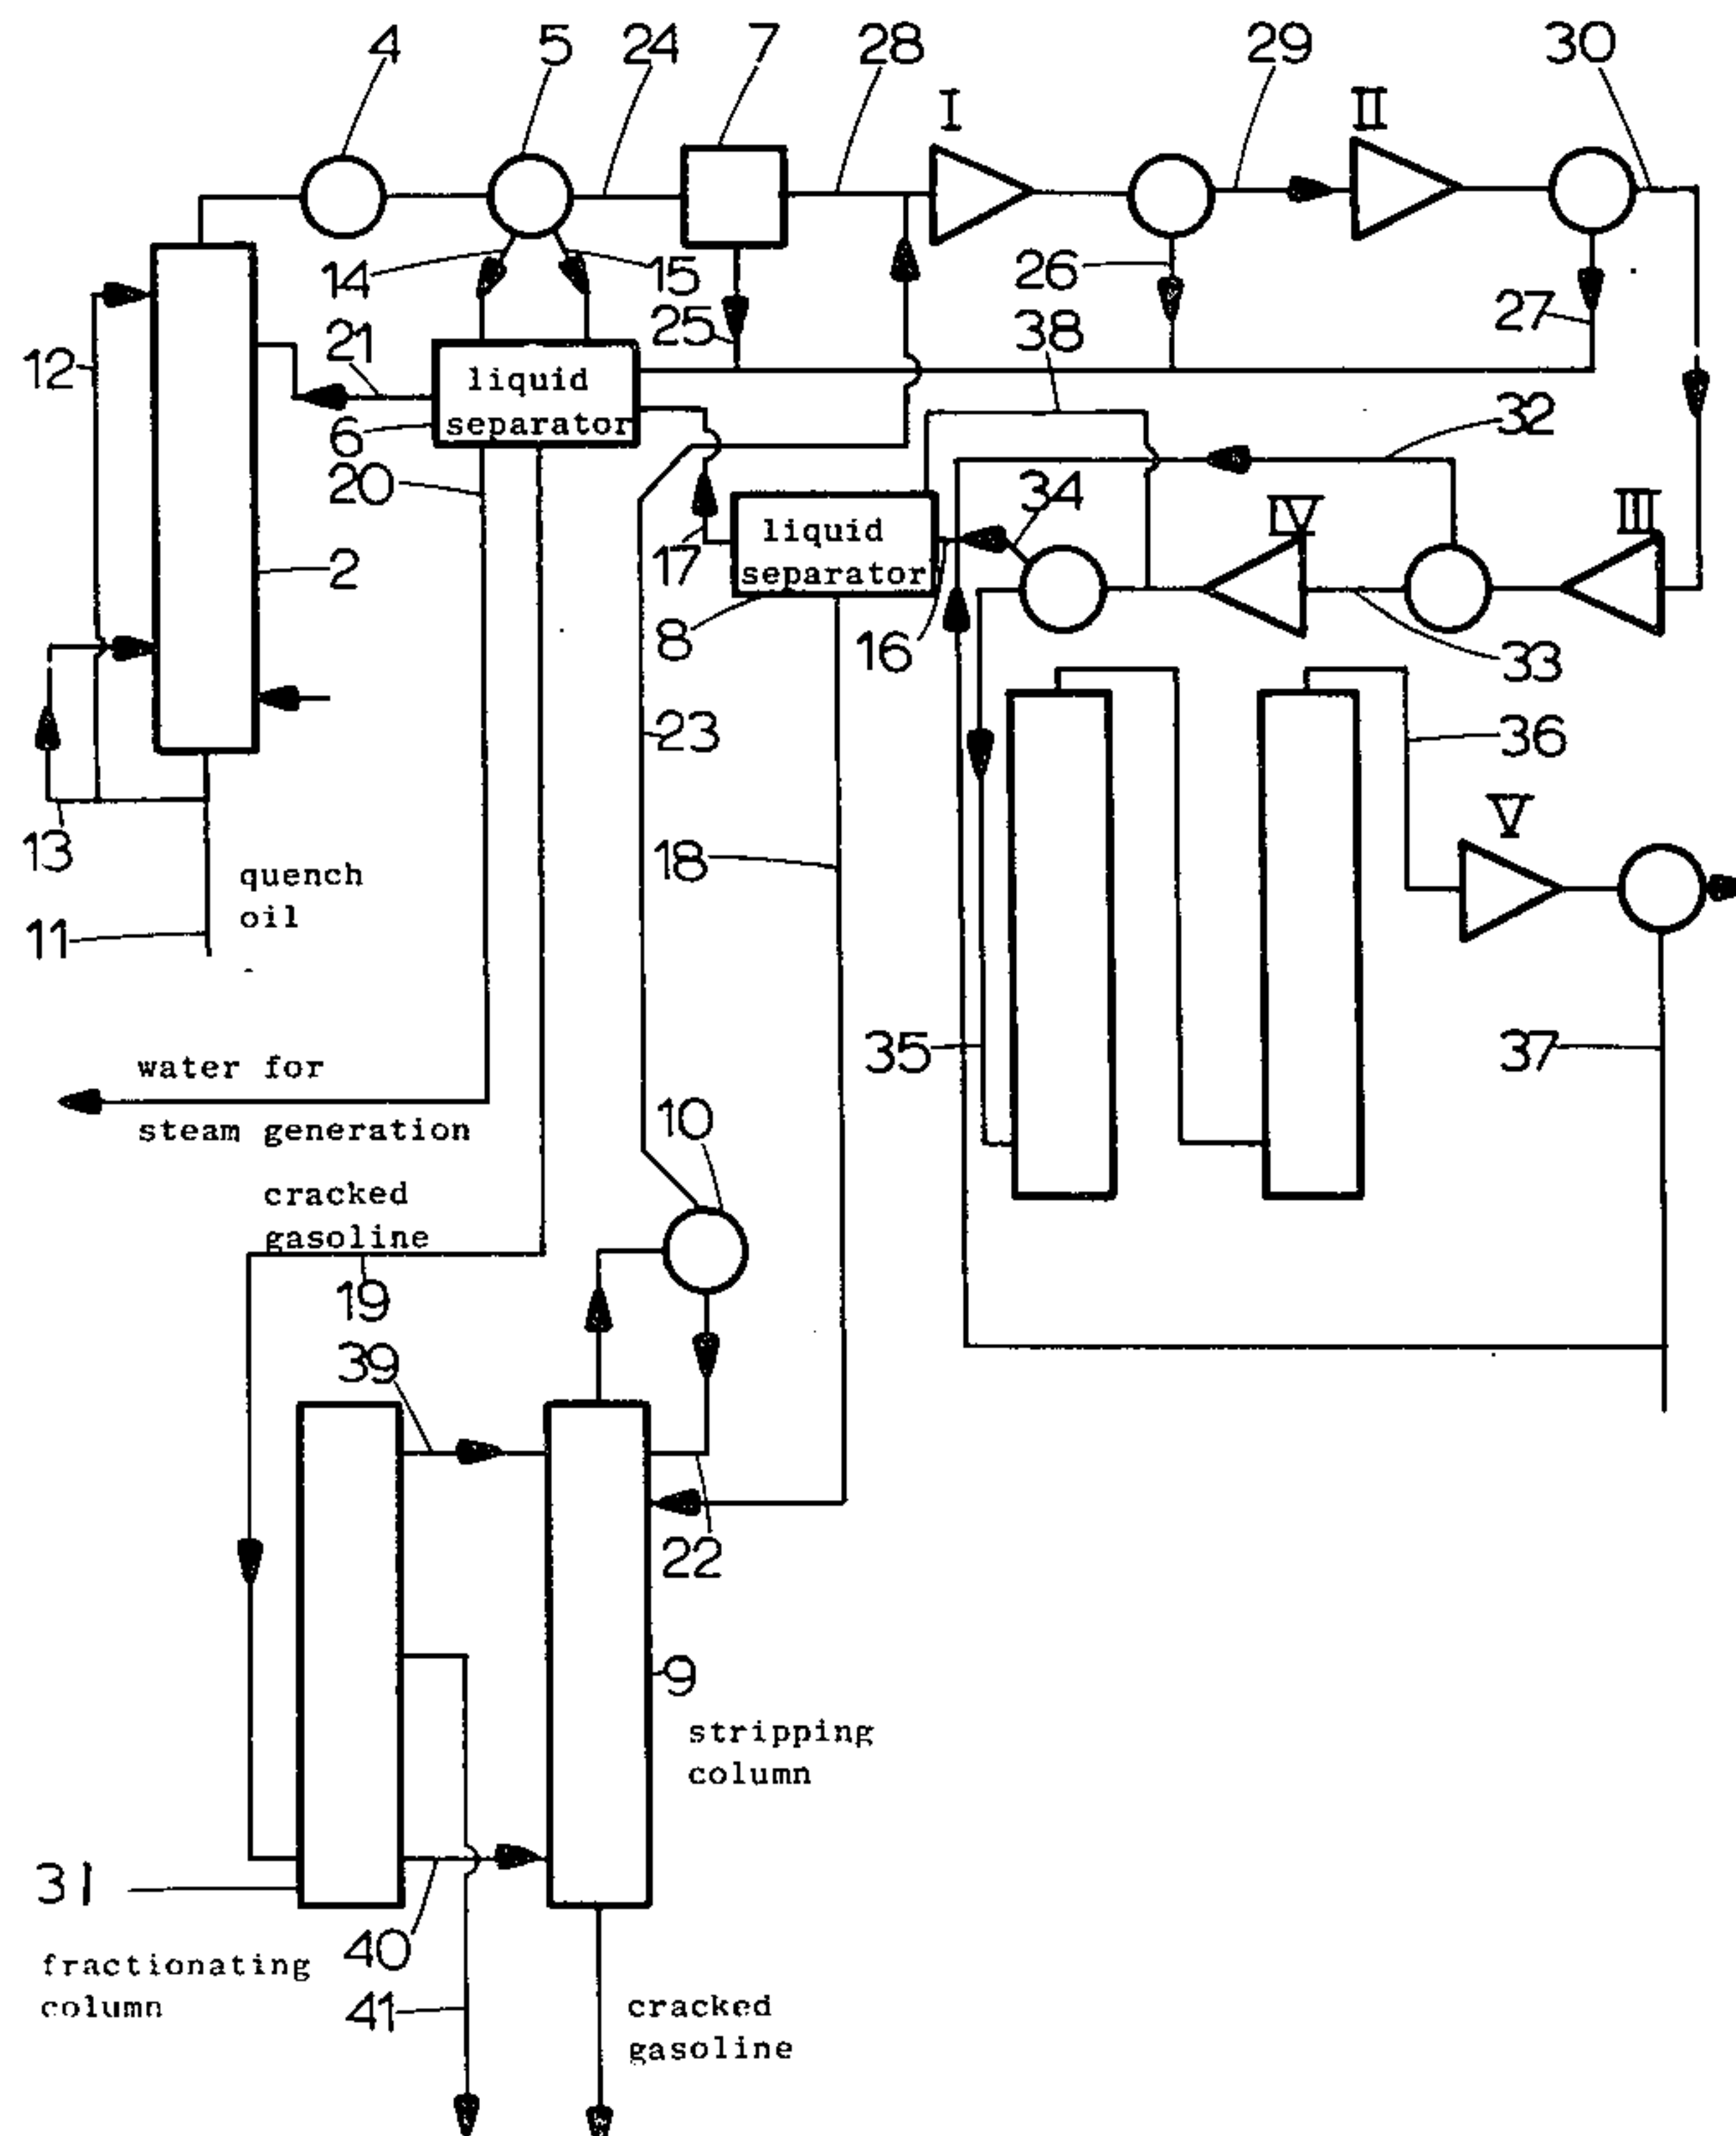 4
5
24
7
28
I
29
II
30
14
15
25
26
27
38
12
21
liquid
separator
6
20
32
2
17
liquid
separator
34
IV
III
8
16
33
23
36
13
18
V
quench
oil
11
35
37
water for
steam generation
10
cracked
gasoline
19
39
22
9
stripping
column
31
fractionating
column
40
41
cracked
gasoline